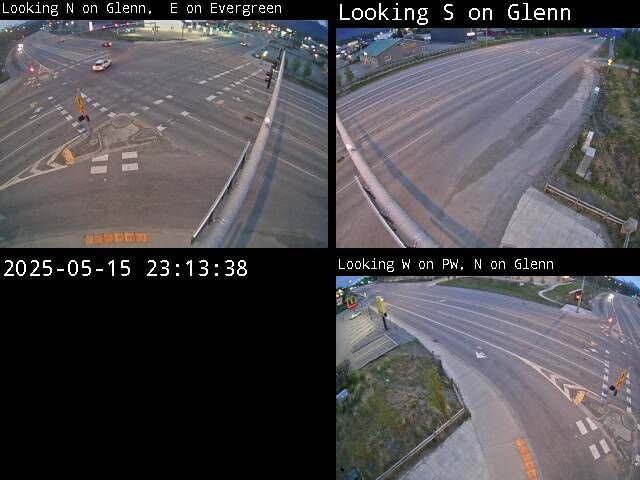 Looking N on Glenn, E on Evergreen
Looking S on Glenn
2025-05-15 23:13:38
Looking W on PW, N on Glenn